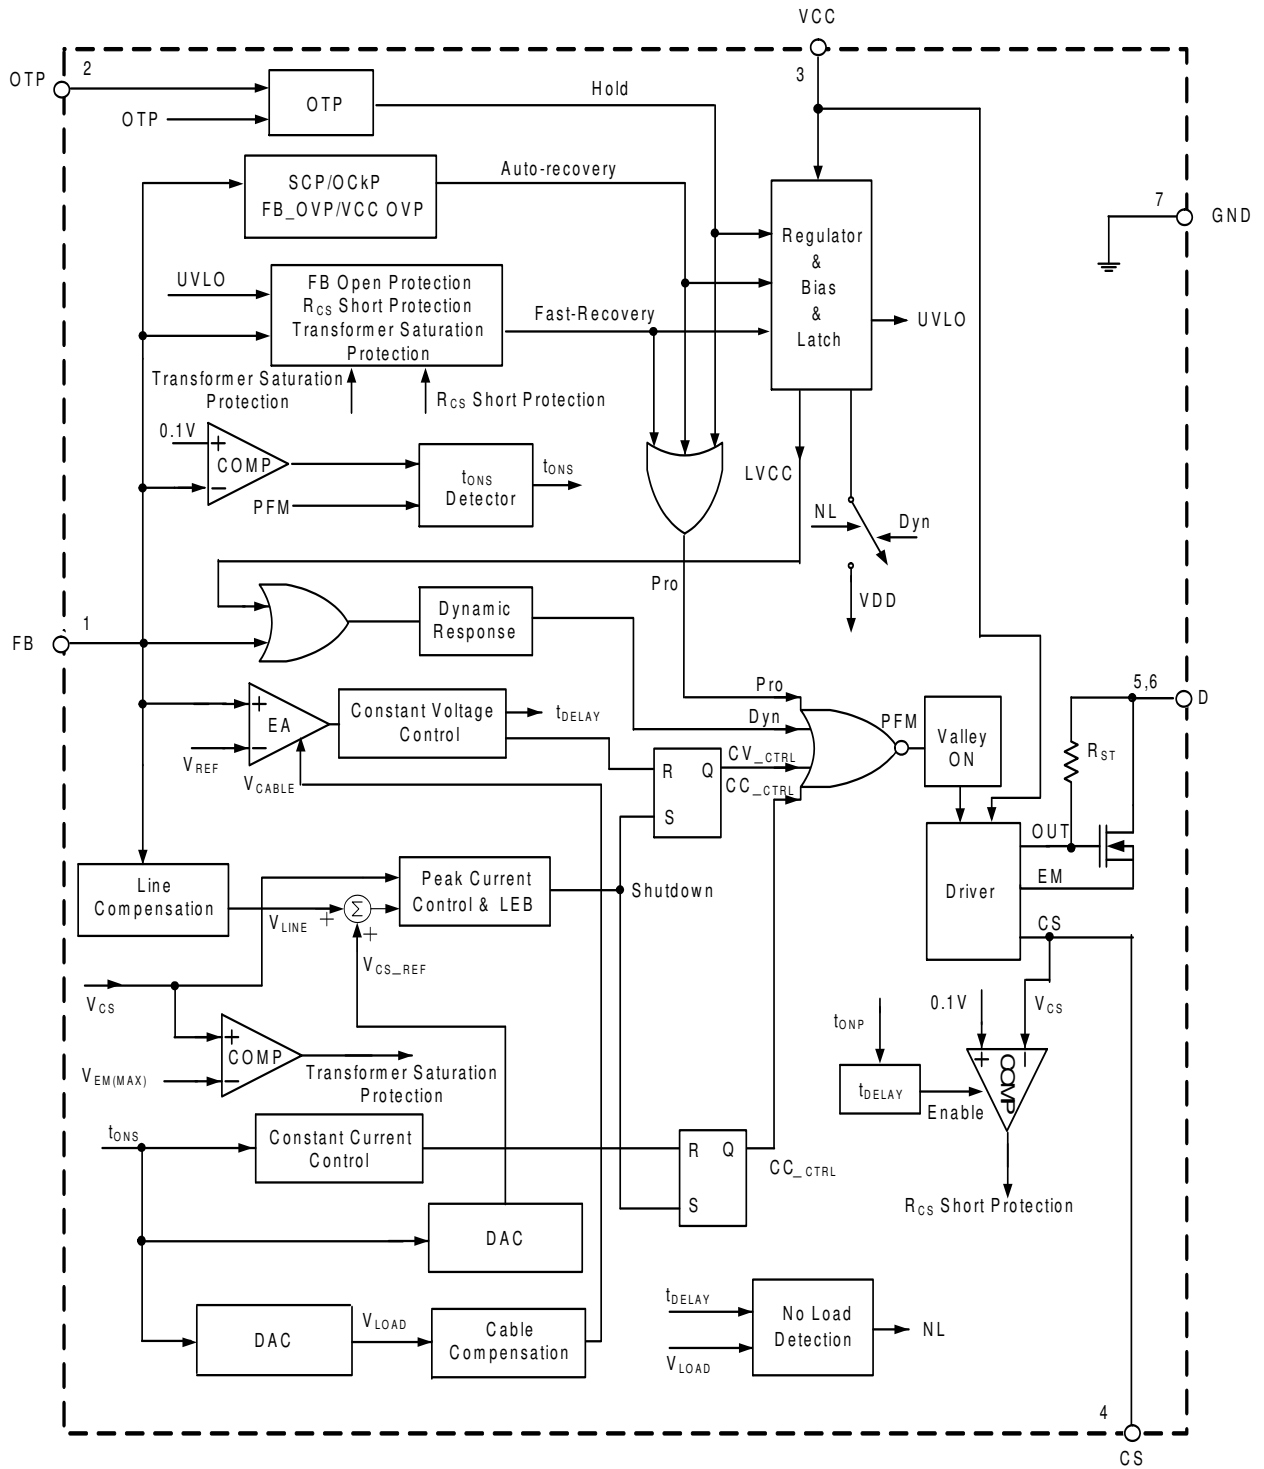 VCC
3
OTP
2
OTP
OTP
Hold
SCP/OCkP
FB_OVP/VCC OVP
Auto-recovery
7
GND
Regulator
&
Bias
&
Latch
UVLO
UVLO
FB Open Protection
RCS Short Protection
Transformer Saturation
Protection
Fast-Recovery
Transformer Saturation
Protection
RCS Short Protection
0.1V
+
COMP
−
PFM
tONS
Detector
tONS
LVCC
NL
Dyn
VDD
Pro
FB
1
Dynamic
Response
+
EA
−
VREF
VCABLE
Constant Voltage
Control
tDELAY
Pro
Dyn
CV_CTRL
CC_CTRL
R
Q
S
PFM
Valley
ON
5,6
D
RST
OUT
EM
CS
Driver
Line
Compensation
VLINE
+
Σ
+
VCS_REF
Peak Current
Control & LEB
Shutdown
VCS
+
COMP
−
VEM(MAX)
Transformer Saturation
Protection
tONP
0.1V
VCS
+
−
COMP
tDELAY
Enable
RCS Short Protection
tONS
Constant Current
Control
R
Q
S
CC_CTRL
DAC
DAC
VLOAD
Cable
Compensation
tDELAY
VLOAD
No Load
Detection
NL
4
CS